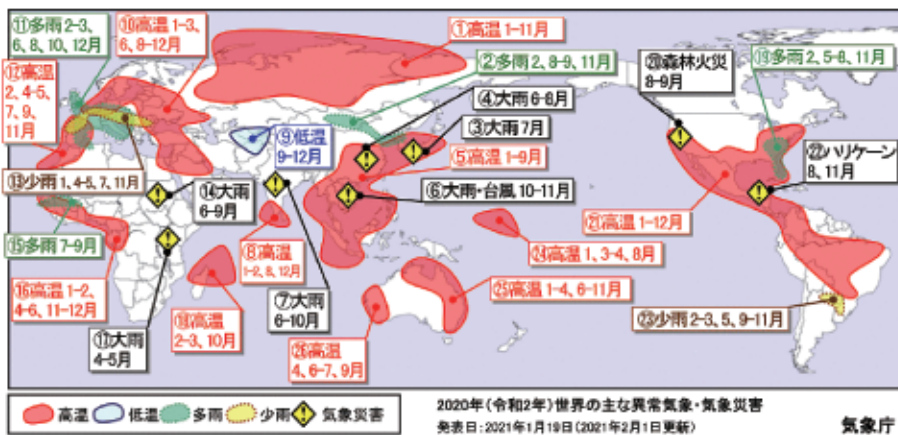 ⑪多雨 2-3、
6、8、10、12月
⑩高温 1-3、
6、8-12月
①高温 1-11月
②多雨 2、8-9、11月
⑳森林火災
8-9月
⑲多雨 2、5-8、11月
⑫高温
2、4-5、
7、9、
11月
④大雨 6-8月
③大雨 7月
⑨低温
9-12月
⑤高温 1-9月
㉒ハリケーン
8、11月
⑬少雨 1、4-5、7、11月
⑭大雨
6-9月
⑥大雨・台風 10-11月
㉑高温 1-12月
⑮多雨 7-9月
⑧高温
1-2、8、12月
㉔高温 1、3-4、8月
⑯高温 1-2、
4-6、11-12月
⑦大雨
6-10月
㉕高温 1-4、6-11月
⑱高温
2-3、10月
㉓少雨 2-3、5、9-11月
⑰大雨
4-5月
㉖高温
4、6-7、9月
高温 低温 多雨 少雨 気象災害
2020年(令和2年)世界の主な異常気象・気象災害
発表日:2021年1月19日(2021年2月1日更新)
気象庁